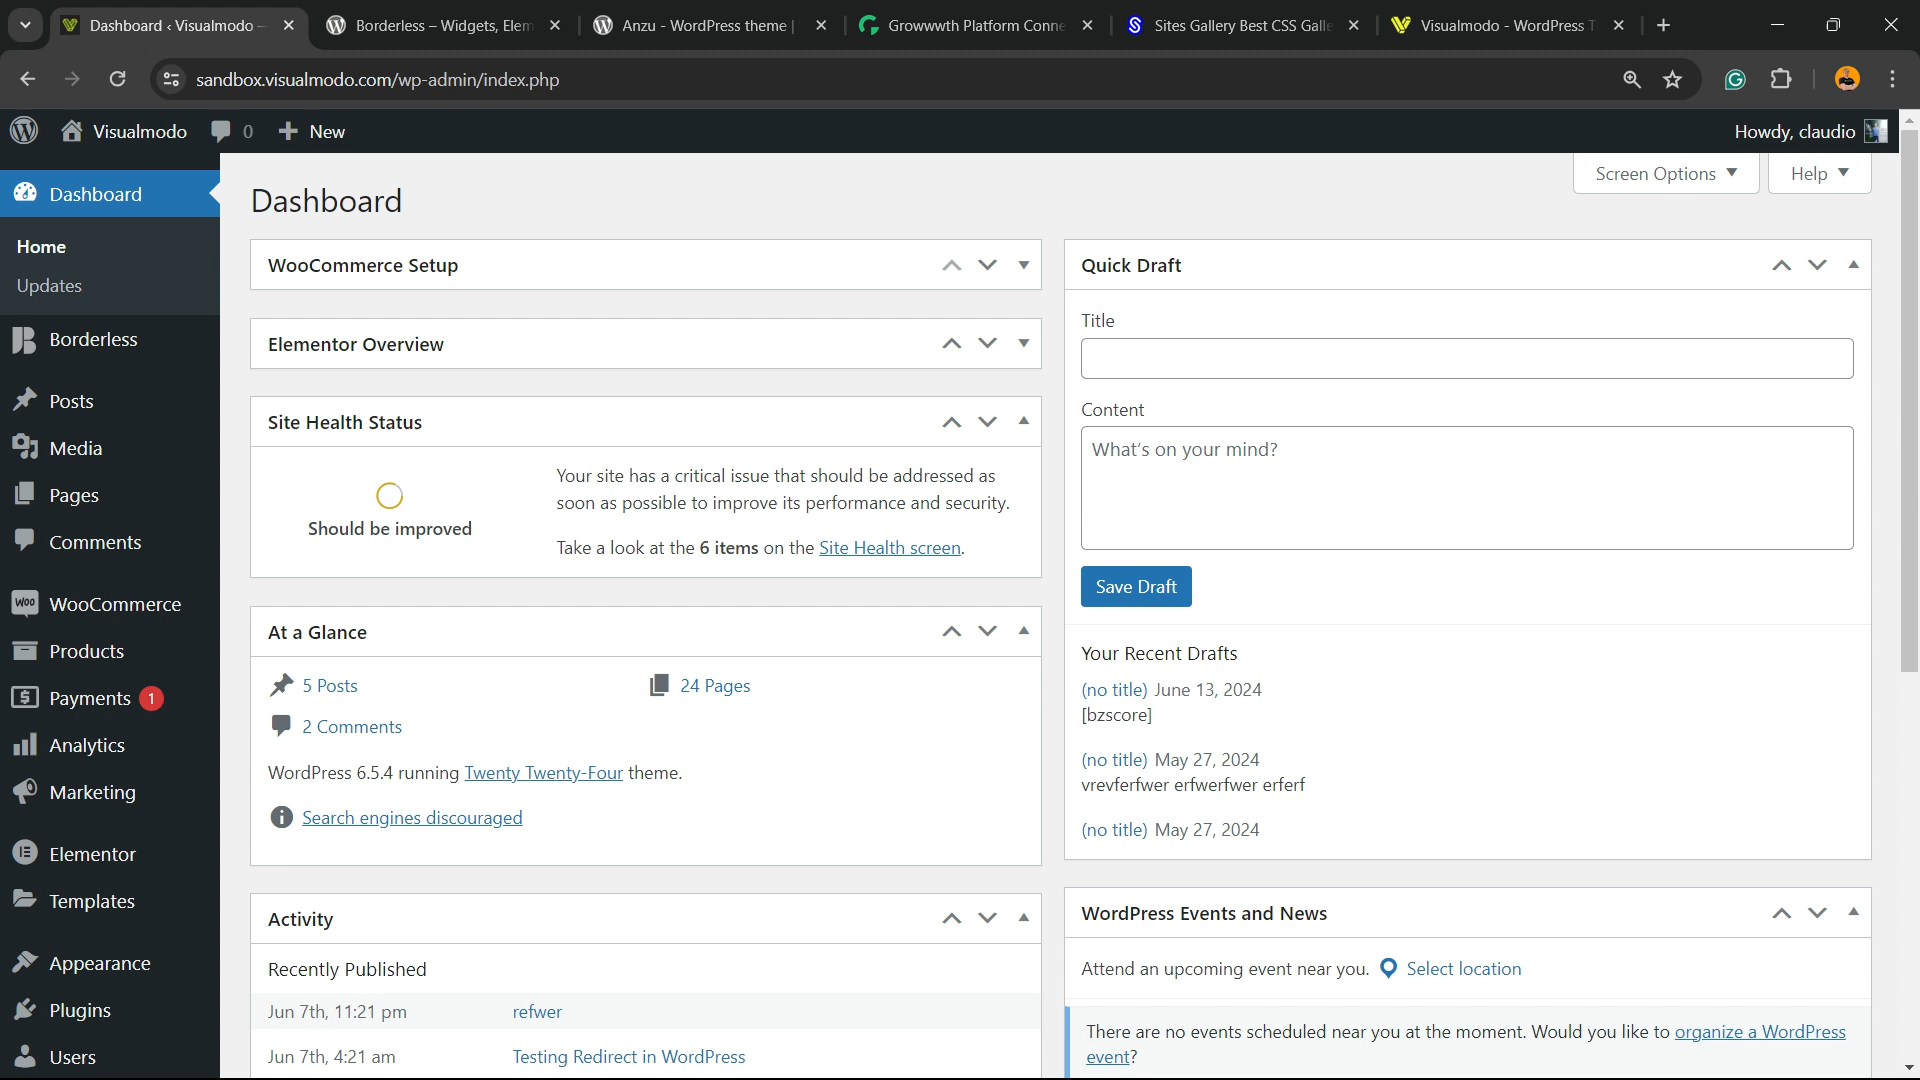 Dashboard ‹ Visualmodo –
Borderless – Widgets, Elem
Anzu - WordPress theme |
Growwwth Platform Conne
Sites Gallery Best CSS Galle
Visualmodo - WordPress T
sandbox.visualmodo.com/wp-admin/index.php
Visualmodo
0
New
Howdy, claudio
Dashboard
Home
Updates
Borderless
Posts
Media
Pages
Comments
WooCommerce
Products
Payments 1
Analytics
Marketing
Elementor
Templates
Appearance
Plugins
Users
Screen Options
Help
Dashboard
WooCommerce Setup
Elementor Overview
Site Health Status
Should be improved
Your site has a critical issue that should be addressed as
soon as possible to improve its performance and security.
Take a look at the 6 items on the Site Health screen.
At a Glance
5 Posts
24 Pages
2 Comments
WordPress 6.5.4 running Twenty Twenty-Four theme.
Search engines discouraged
Activity
Recently Published
Jun 7th, 11:21 pm
refwer
Jun 7th, 4:21 am
Testing Redirect in WordPress
Quick Draft
Title
Content
What's on your mind?
Save Draft
Your Recent Drafts
(no title) June 13, 2024
[bzscore]
(no title) May 27, 2024
vrevferfwer erfwerfwer erferf
(no title) May 27, 2024
WordPress Events and News
Attend an upcoming event near you.
Select location
There are no events scheduled near you at the moment. Would you like to organize a WordPress
event?